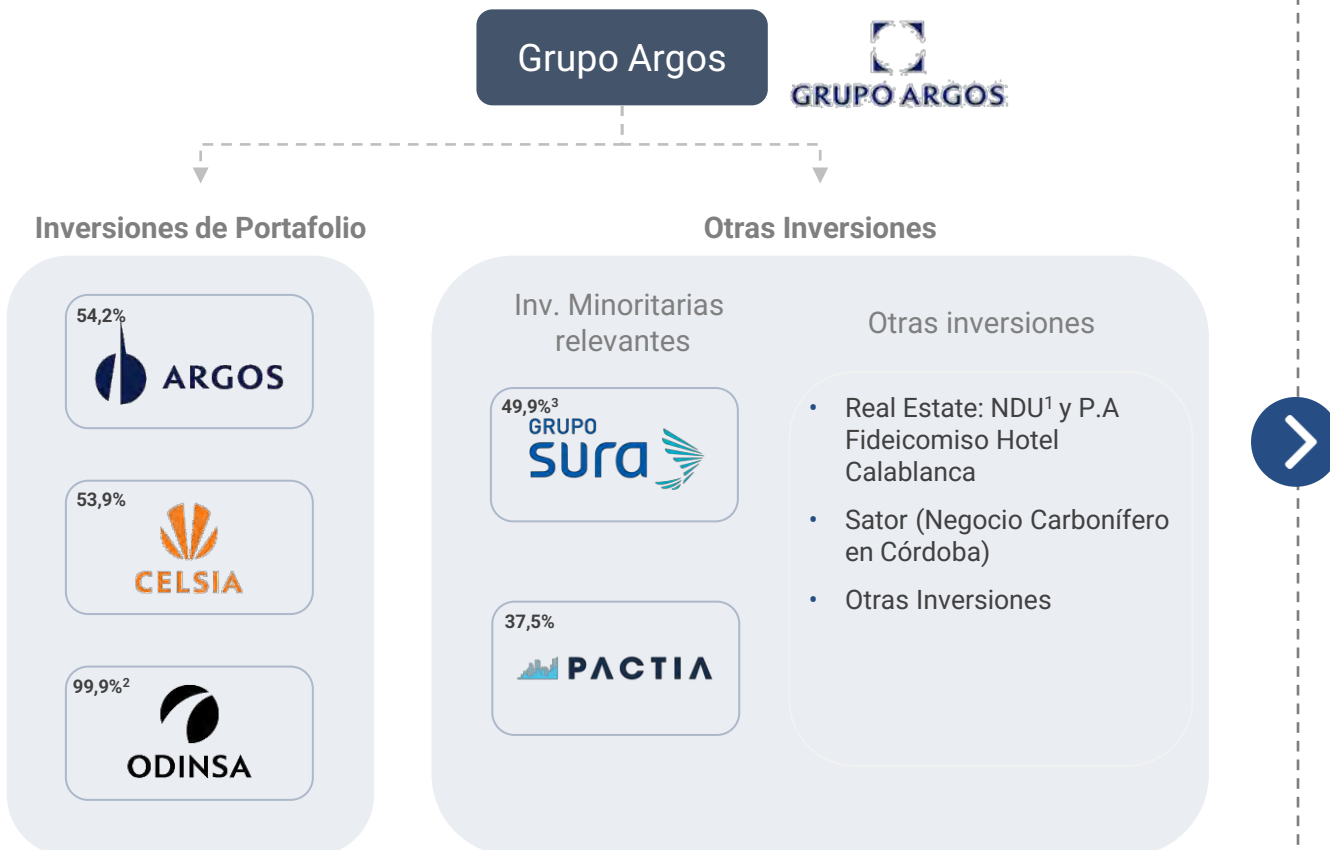 Grupo Argos
GRUPO ARGOS
Inversiones de Portafolio
54,2%
ARGOS
53,9%
CELSIA
99,9%²
ODINSA
Otras Inversiones
Inv. Minoritarias
relevantes
49,9%³
GRUPO
sura
37,5%
PACTIA
Otras inversiones
• Real Estate: NDU¹ y P.A
Fideicomiso Hotel
Calablanca
• Sator (Negocio Carbonífero
en Córdoba)
• Otras Inversiones